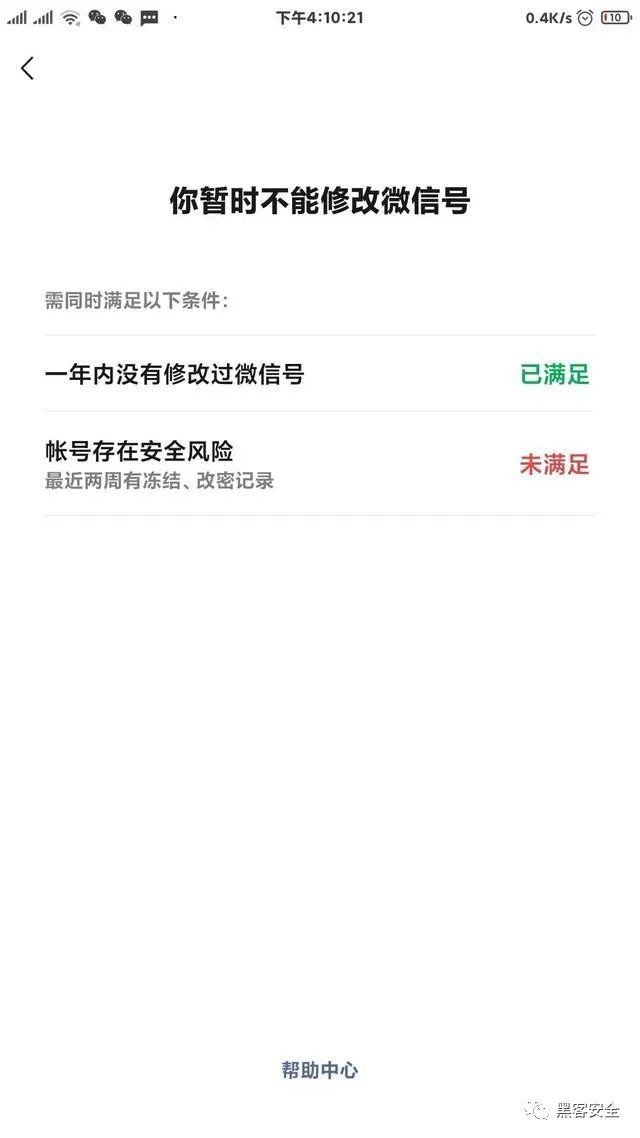 下午4:10:21
0.4K/s
10
你暂时不能修改微信号
需同时满足以下条件:
一年内没有修改过微信号 已满足
帐号存在安全风险
未满足
最近两周有冻结、改密记录
帮助中心
黑客安全